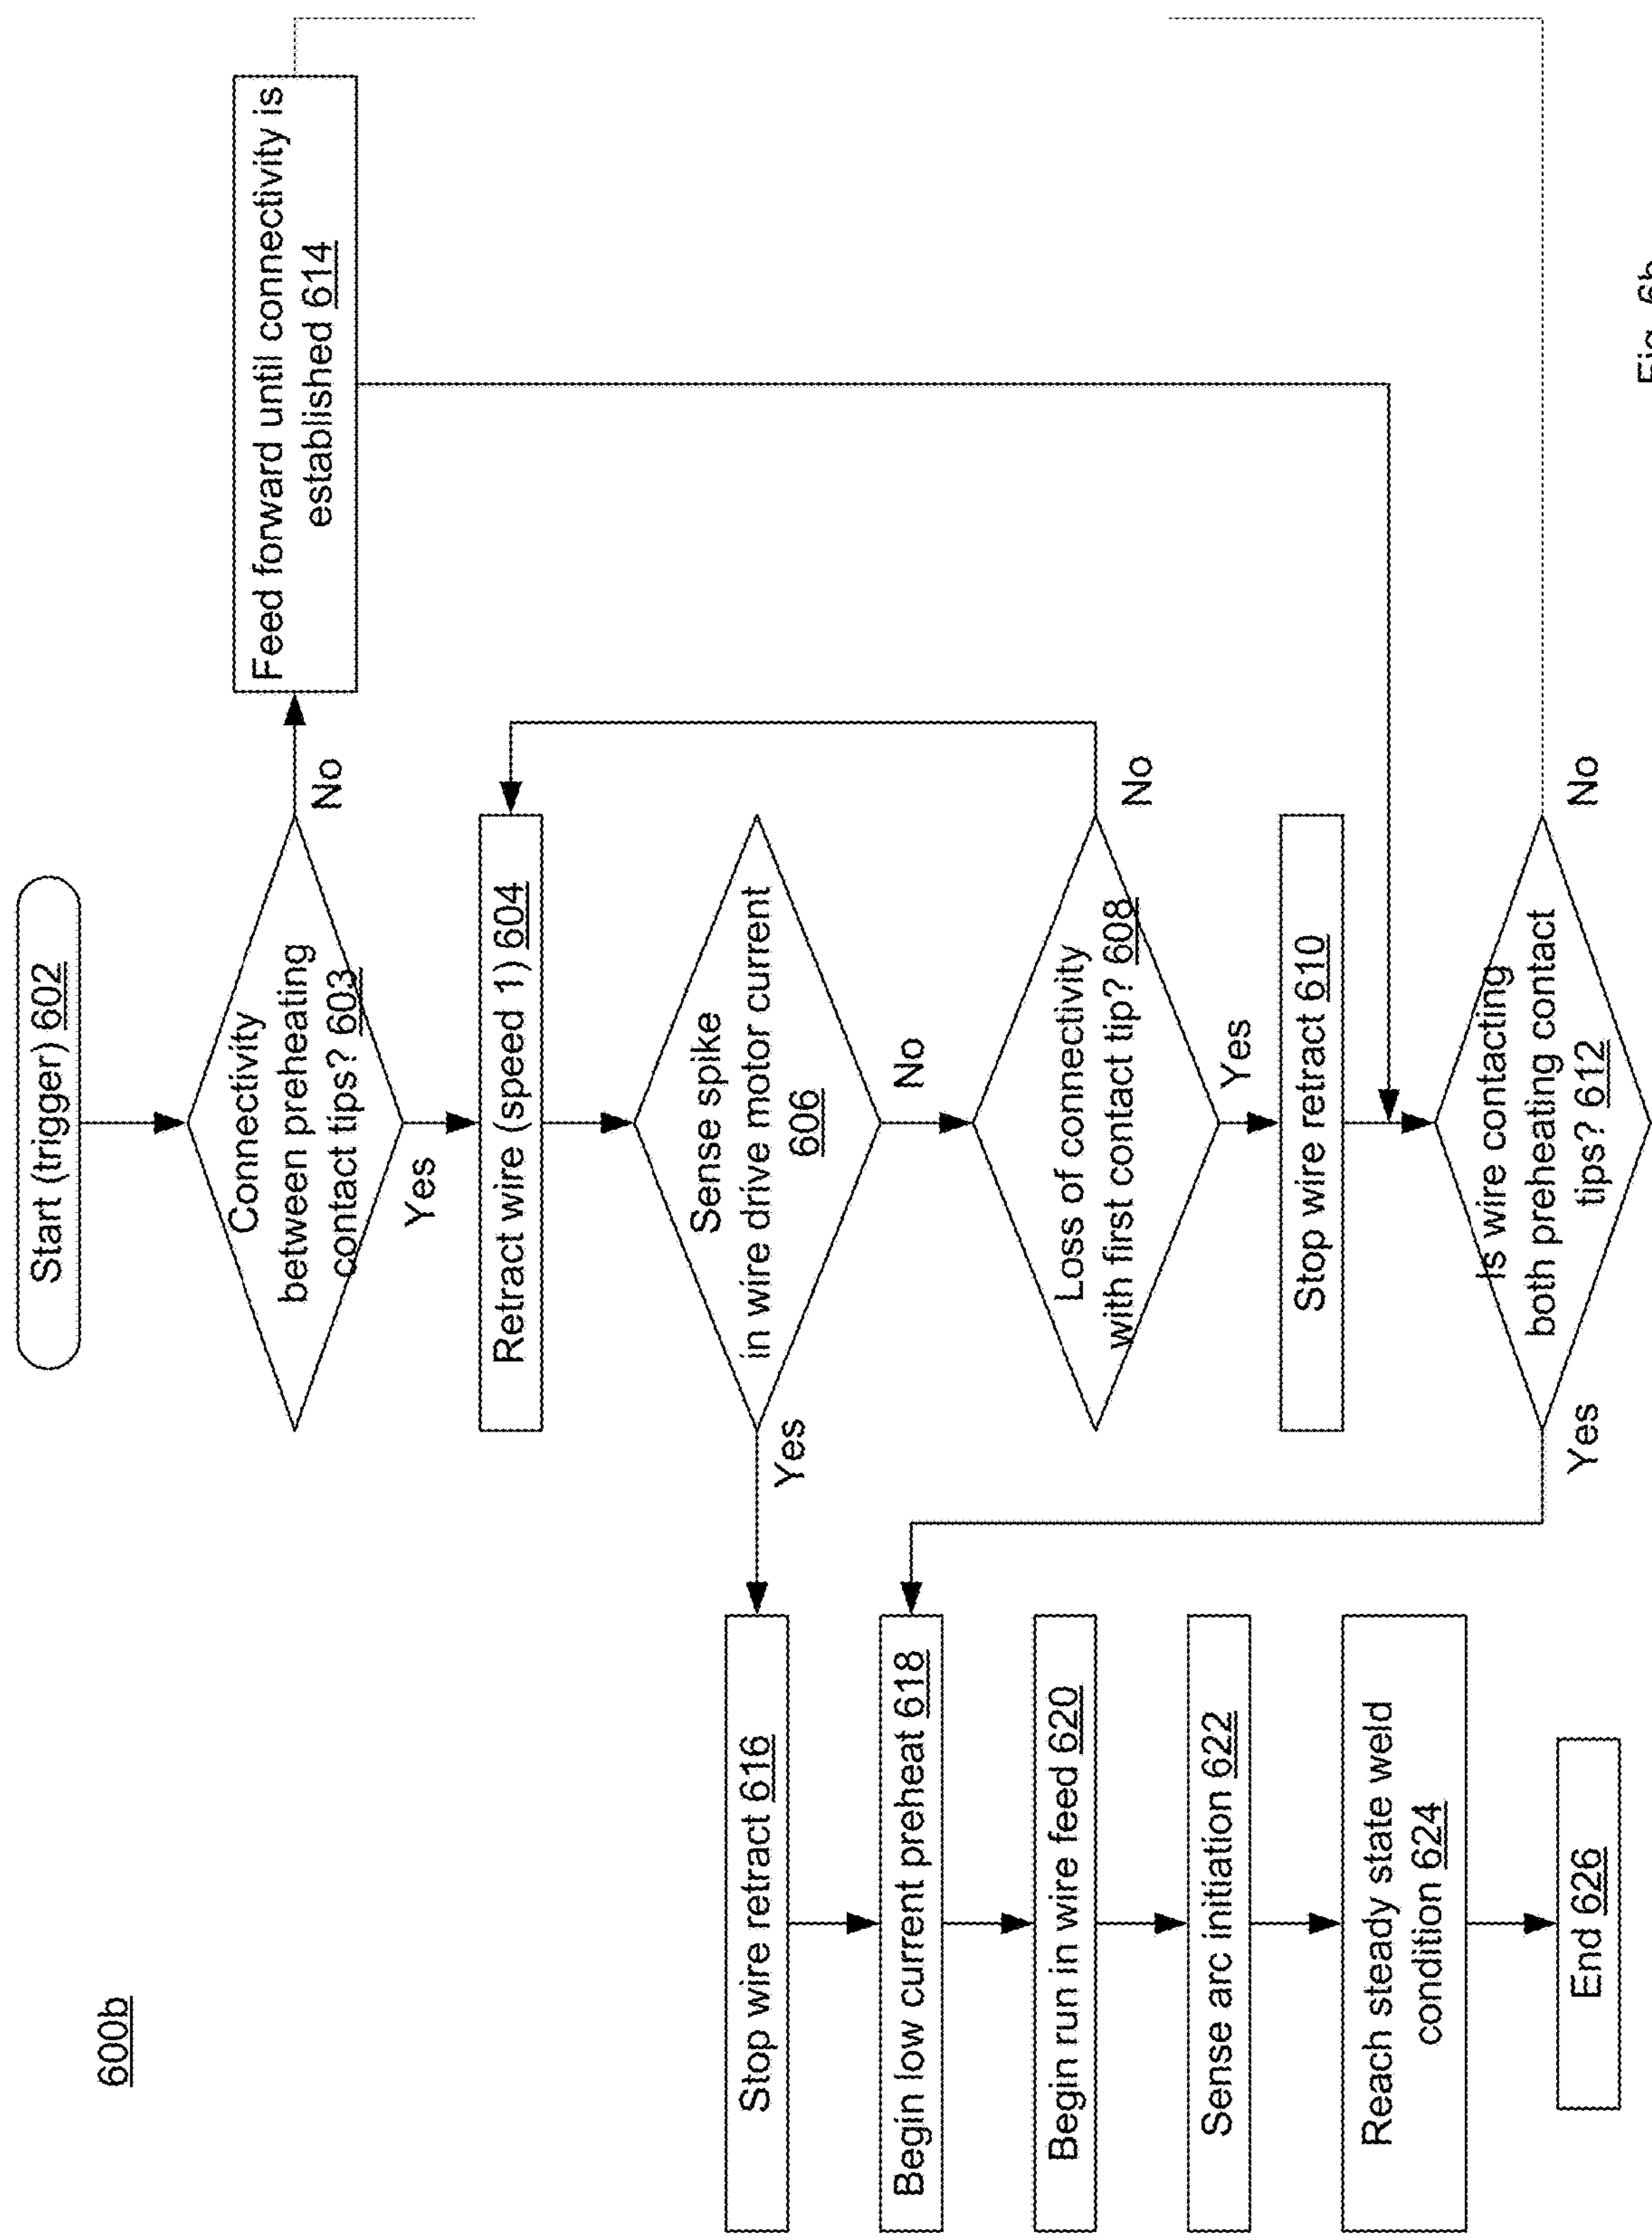 600b
Start (trigger) 602
Connectivity
between preheating
contact tips? 603
No
Yes
Feed forward until connectivity is
established 614
Retract wire (speed 1) 604
Sense spike
in wire drive motor current
606
Yes
No
Loss of connectivity
with first contact tip? 608
No
Yes
Stop wire retract 610
Is wire contacting
both preheating contact
tips? 612
No
Yes
Stop wire retract 616
Begin low current preheat 618
Begin run in wire feed 620
Sense arc initiation 622
Reach steady state weld
condition 624
End 626
Fig. 6b